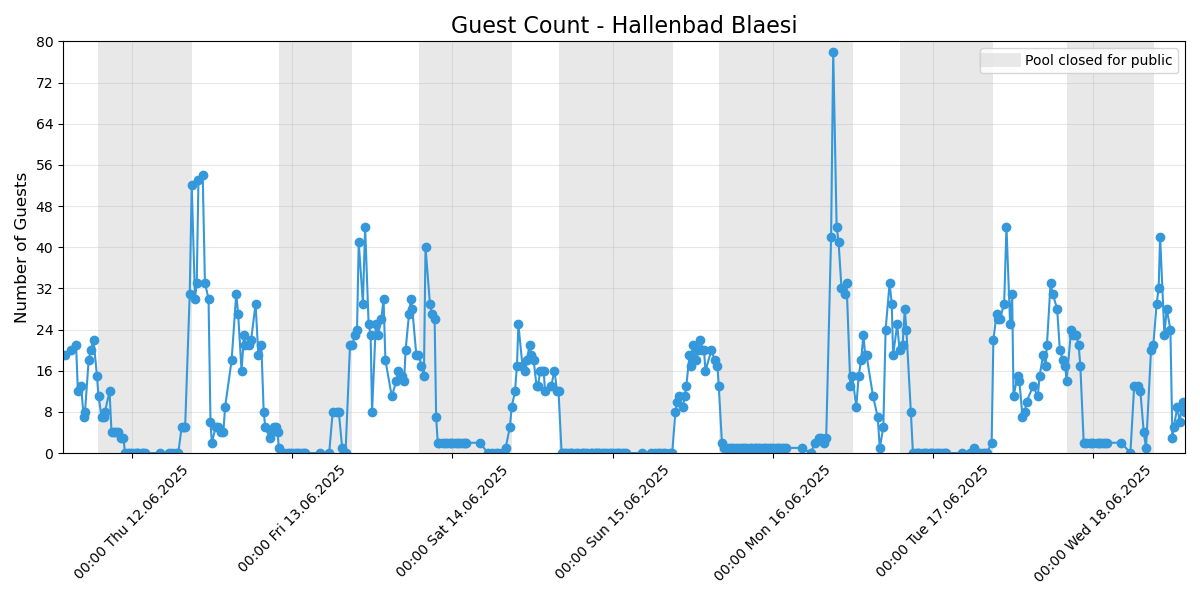 Guest Count - Hallenbad Blaesi
Pool closed for public
Number of Guests
80
72
64
56
48
40
32
24
16
8
0
00:00 Thu 12.06.2025
00:00 Fri 13.06.2025
00:00 Sat 14.06.2025
00:00 Sun 15.06.2025
00:00 Mon 16.06.2025
00:00 Tue 17.06.2025
00:00 Wed 18.06.2025